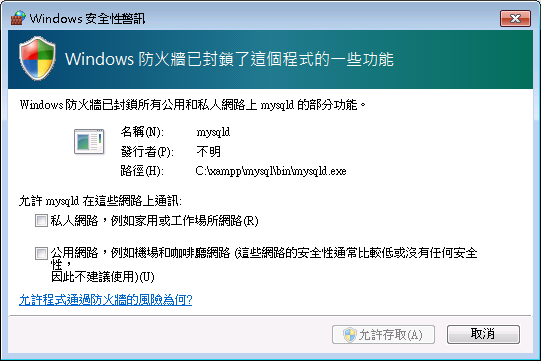 Windows 安全性警訊
Windows 防火牆已封鎖了這個程式的一些功能
Windows 防火牆已封鎖所有公用和私人網路上 mysqld 的部分功能。
名稱(N): mysqld
發行者(P): 不明
路徑(H): C:\xampp\mysql\bin\mysqld.exe
允許 mysqld 在這些網路上通訊:
私人網路，例如家用或工作場所網路(R)
公用網路，例如機場和咖啡廳網路 (這些網路的安全性通常比較低或沒有任何安全
性，
因此不建議使用)(U)
允許程式通過防火牆的風險為何?
允許存取(A)
取消